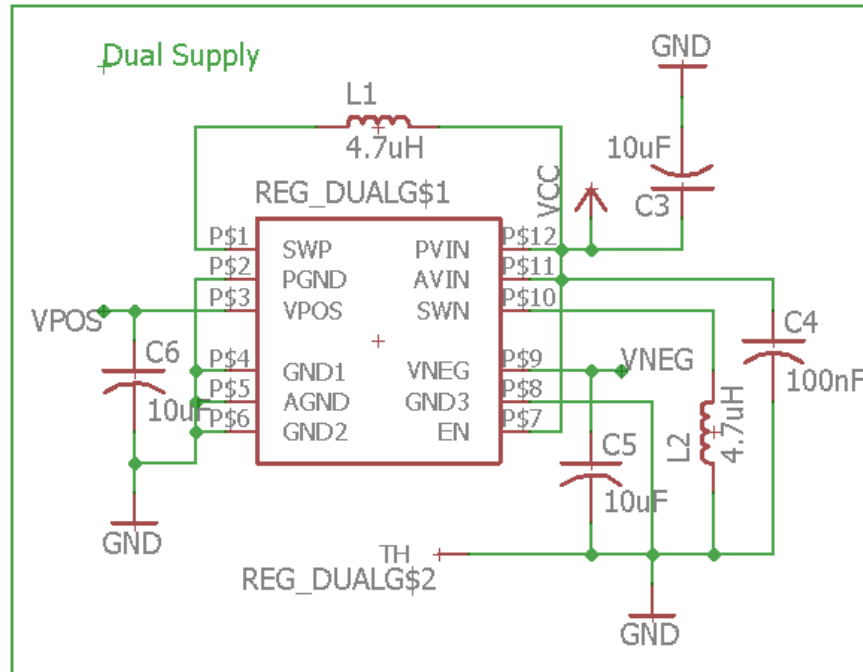 Dual Supply
GND
L1
4.7uH
10uF
C3
VCC
REG_DUALG$1
P$1
SWP
PVIN
P$12
P$2
PGND
AVIN
P$11
P$3
VPOS
SWN
P$10
VPOS
C6
10uF
P$4
GND1
VNEG
P$9
VNEG
P$5
AGND
GND3
P$8
P$6
GND2
EN
P$7
C4
100nF
L2
4.7uH
C5
10uF
GND
TH
REG_DUALG$2
GND